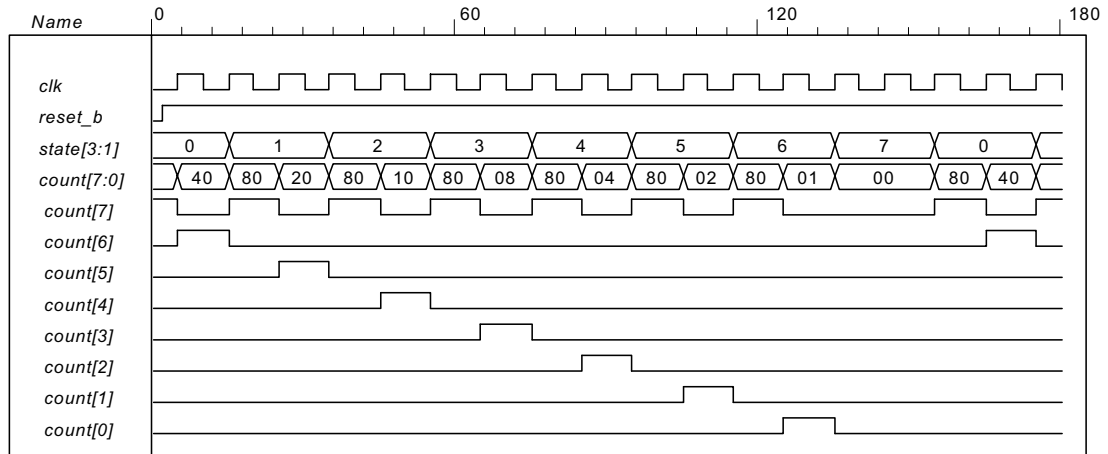 Name 0 60 120 180
clk
reset_b
state[3:1] 0 1 2 3 4 5 6 7 0
count[7:0] 40 80 20 80 10 80 08 80 04 80 02 80 01 00 80 40
count[7]
count[6]
count[5]
count[4]
count[3]
count[2]
count[1]
count[0]